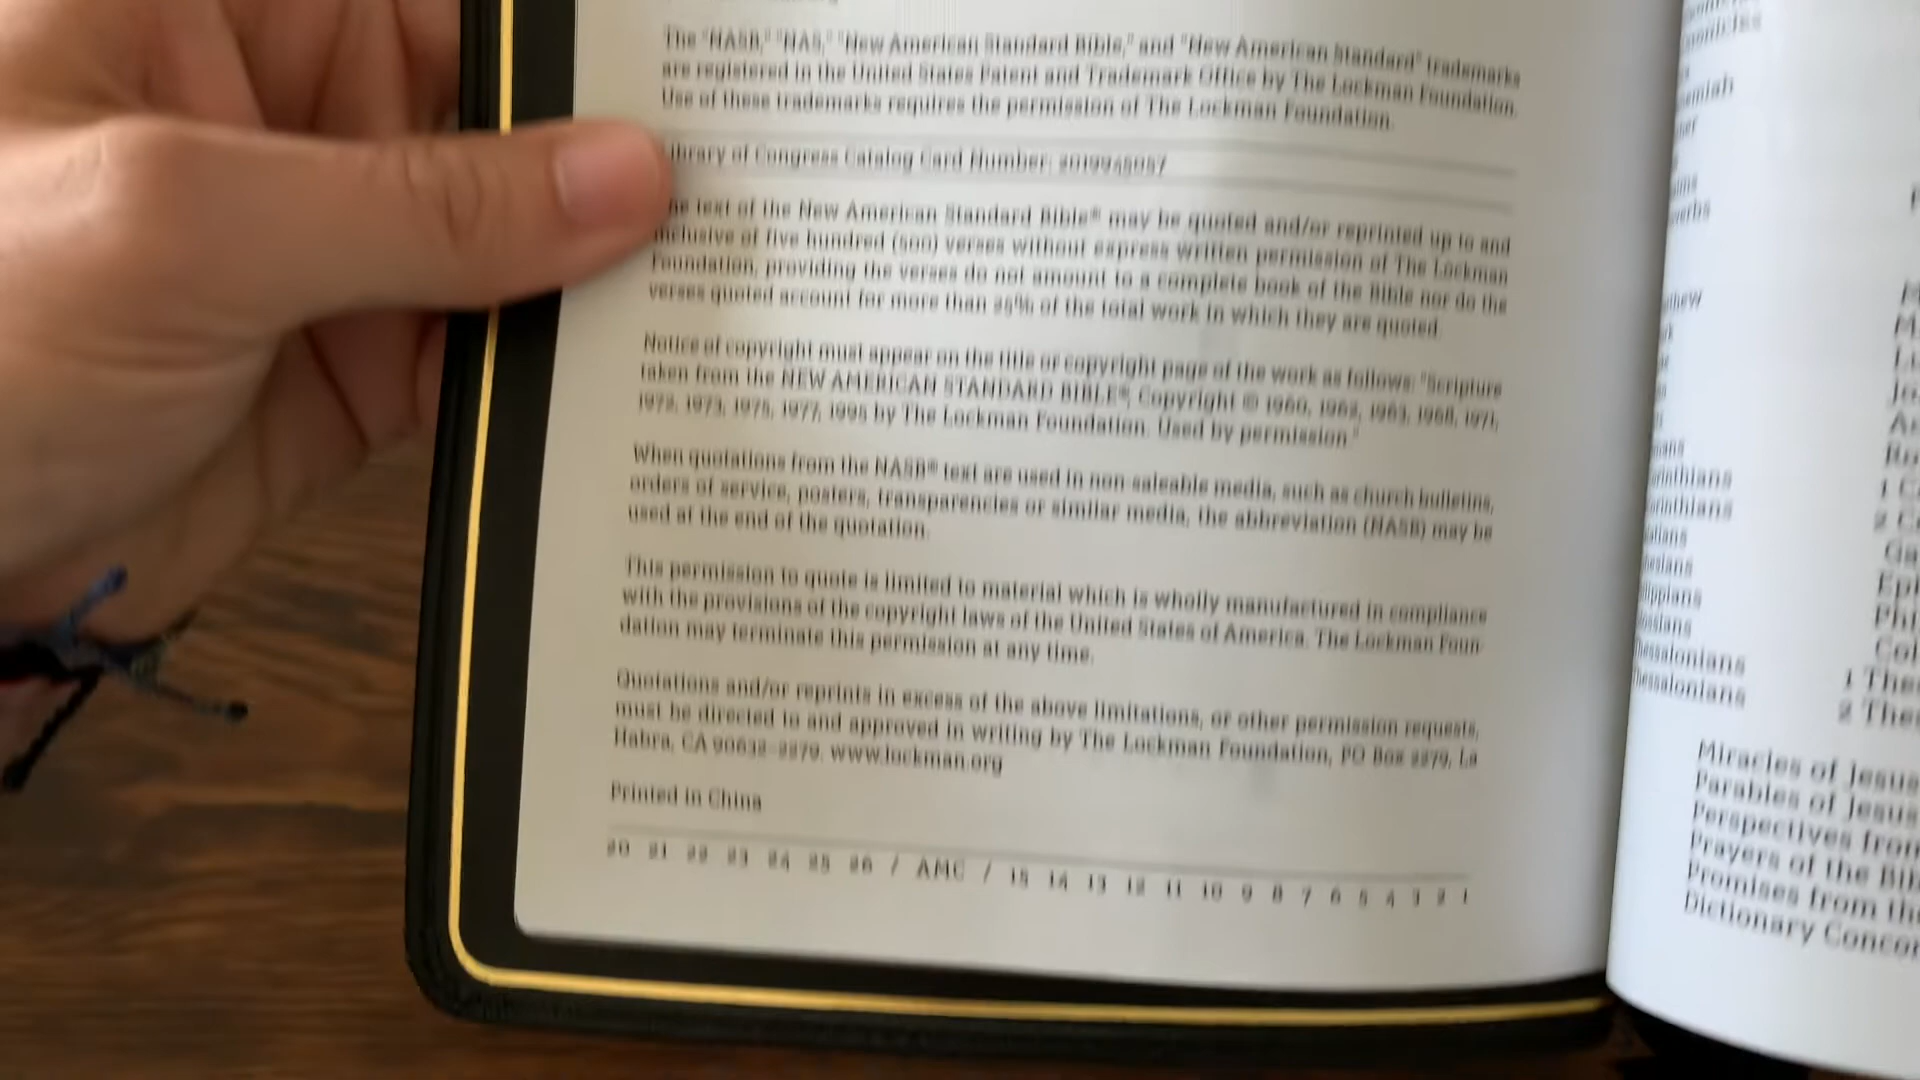 The "NASB," "NAS," "New American Standard Bible," and "New American Standard" trademarks
are registered in the United States Patent and Trademark Office by The Lockman Foundation.
Use of these trademarks requires the permission of The Lockman Foundation.
Library of Congress Catalog Card Number:
The text of the New American Standard Bible® may be quoted and/or reprinted up to and
inclusive of five hundred (500) verses without express written permission of The Lockman
Foundation, providing the verses do not amount to a complete book of the Bible nor do the
verses quoted account for more than 25% of the total work in which they are quoted.
Notice of copyright must appear on the title or copyright page of the work as follows: "Scripture
taken from the NEW AMERICAN STANDARD BIBLE®, Copyright © 1960, 1962, 1963, 1968, 1971,
1972, 1973, 1975, 1977, 1995 by The Lockman Foundation. Used by permission."
When quotations from the NASB® text are used in non-saleable media, such as church bulletins,
orders of service, posters, transparencies or similar media, the abbreviation (NASB) may be
used at the end of the quotation.
This permission to quote is limited to material which is wholly manufactured in compliance
with the provisions of the copyright laws of the United States of America. The Lockman Foun-
dation may terminate this permission at any time.
Quotations and/or reprints in excess of the above limitations, or other permission requests,
must be directed to and approved in writing by The Lockman Foundation, PO Box 2279, La
Habra, CA 90632-2279. www.lockman.org
Printed in China
20 21 22 23 24 25 26 / AMC / 15 14 13 12 11 10 9 8 7 6 5 4 3 2 1
emiah
erbs
thew
orinthians
orinthians
hessalonians
hessalonians
1 Thes
2 Thes
Miracles of Jesus
Parables of Jesus
Perspectives from
Prayers of the Bib
Promises from the
Dictionary Concor